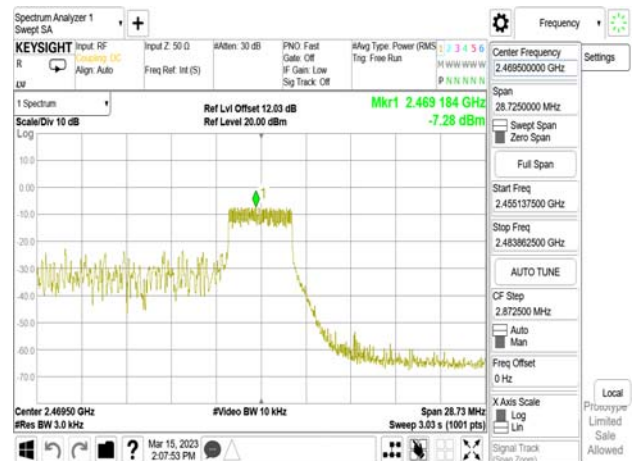 Spectrum Analyzer 1
Swept SA
+
Frequency
KEYSIGHT
R
Input: RF
Coupling: DC
Align: Auto
Input Z: 50 Ω
Freq Ref: Int (S)
#Atten: 30 dB
PNO: Fast
Gate: Off
IF Gain: Low
Sig Track: Off
#Avg Type: Power (RMS
Trig: Free Run
1 2 3 4 5 6
M W W W W W
P N N N N N
1 Spectrum
Scale/Div 10 dB
Log
Ref Lvl Offset 12.03 dB
Ref Level 20.00 dBm
Mkr1 2.469 184 GHz
-7.28 dBm
10.0
0.00
-10.0
-20.0
-30.0
-40.0
-50.0
-60.0
-70.0
1
Center 2.46950 GHz
#Res BW 3.0 kHz
#Video BW 10 kHz
Span 28.73 MHz
Sweep 3.03 s (1001 pts)
Mar 15, 2023
2:07:53 PM
?
Center Frequency
2.469500000 GHz
Settings
Span
28.7250000 MHz
Swept Span
Zero Span
Full Span
Start Freq
2.455137500 GHz
Stop Freq
2.483862500 GHz
AUTO TUNE
CF Step
2.872500 MHz
Auto
Man
Freq Offset
0 Hz
X Axis Scale
Log
Lin
Signal Track
(Span Zoom)
Local
Prototype
Limited
Sale
Allowed